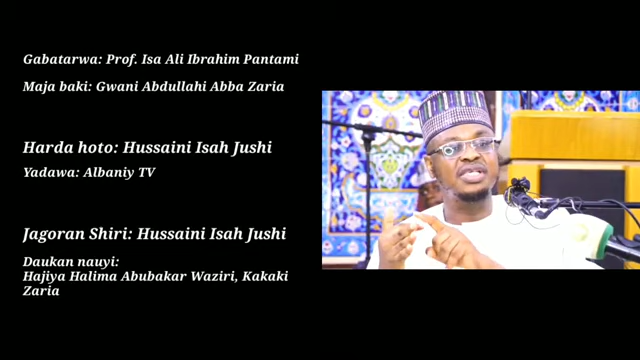 Gabatarwa: Prof. Isa Ali Ibrahim Pantami
Maja baki: Gwani Abdullahi Abba Zaria
Harda hoto: Hussaini Isah Jushi
Yadawa: Albaniy TV
Jagoran Shiri: Hussaini Isah Jushi
Daukan nauyi:
Hajiya Halima Abubakar Waziri, Kakaki
Zaria